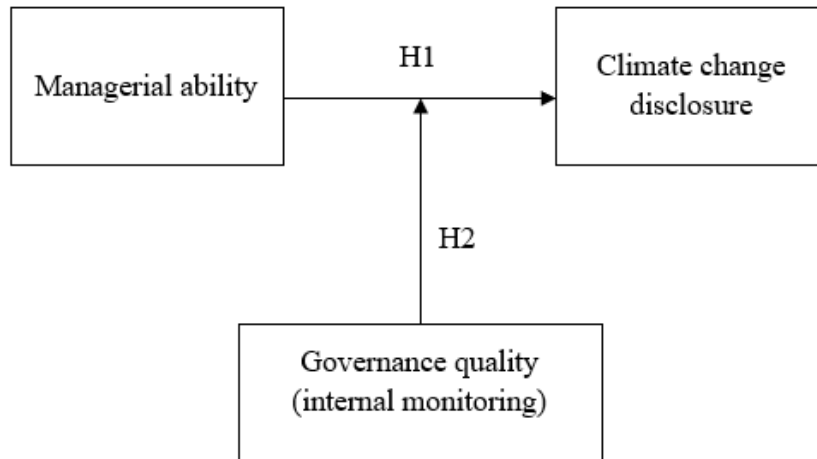 Managerial ability
H1
Climate change
disclosure
H2
Governance quality
(internal monitoring)